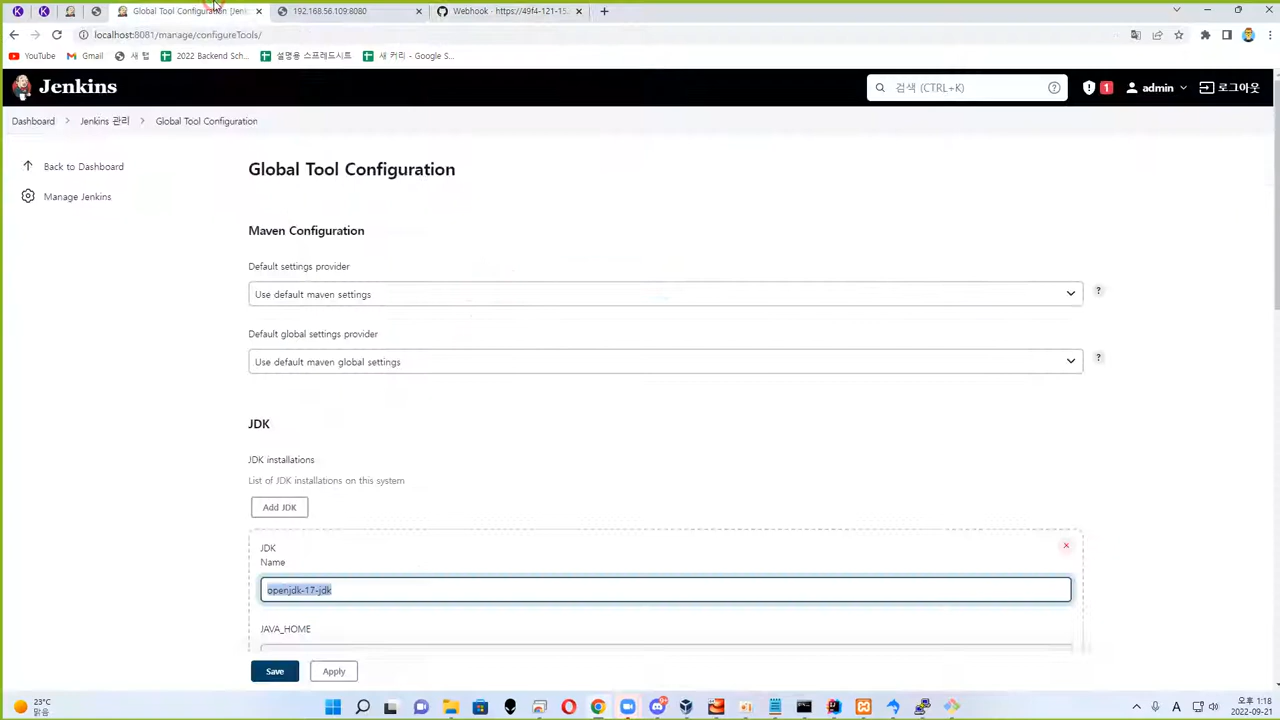 Global Tool Configuration [Jenk
192.168.56.109:8080
Webhook · https://49f4-121-15...
localhost:8081/manage/configureTools/
YouTube
Gmail
새 탭
2022 Backend Sch...
설명용 스프레드시트
새 커리 - Google S...
Jenkins
검색 (CTRL+K)
?
1
admin
로그아웃
Dashboard
Jenkins 관리
Global Tool Configuration
Back to Dashboard
Manage Jenkins
Global Tool Configuration
Maven Configuration
Default settings provider
Use default maven settings
?
Default global settings provider
Use default maven global settings
?
JDK
JDK installations
List of JDK installations on this system
Add JDK
JDK
Name
openjdk-17-jdk
JAVA_HOME
Save
Apply
23°C
맑음
A
오후 1:18
2022-09-21